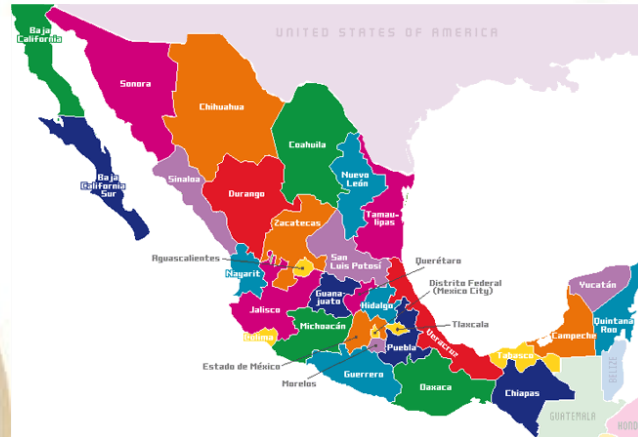 Baja
California
UNITED STATES OF AMERICA
Sonora
Chihuahua
Coahuila
Baja
California
Sur
Sinaloa
Durango
Nuevo
León
Tamau-
lipas
Zacatecas
Aguascalientes
San
Luis Potosí
Querétaro
Nayarit
Distrito Federal
(Mexico City)
Yucatán
Guana-
juato
Hidalgo
Jalisco
Tlaxcala
Quintana
Roo
Campeche
Colima
Michoacán
Veracruz
Puebla
Tabasco
Estado de México
BELIZE
Morelos
Guerrero
Oaxaca
Chiapas
GUATEMALA
HOND